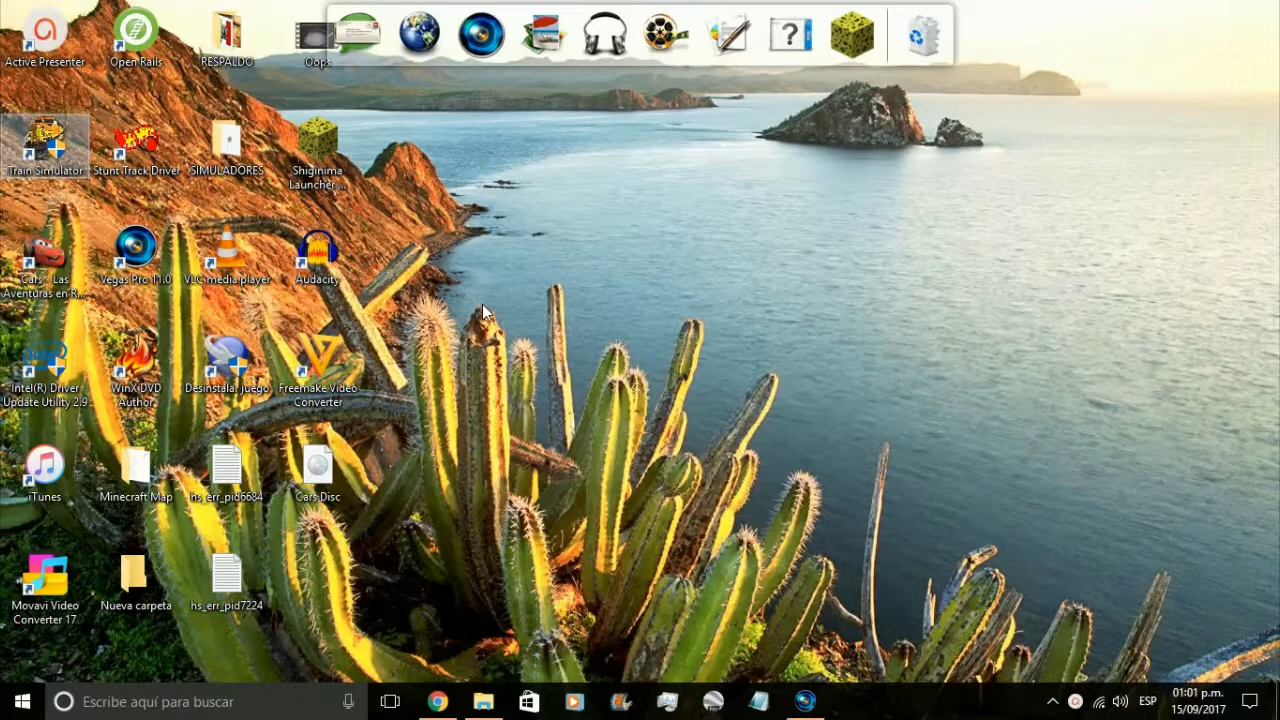 Active Presenter
Open Rails
RESPALDO
Oops
Train Simulator
Stunt Track Driver
SIMULADORES
Shiginima
Launcher ...
Cars - Las
Aventuras en R...
Vegas Pro 11.0
VLC media player
Audacity
Intel(R) Driver
Update Utility 2.9
WinX DVD
Author
Desinstalar juego
Freemake Video
Converter
iTunes
Minecraft Map
hs_err_pid6684
Cars Disc
Movavi Video
Converter 17
Nueva carpeta
hs_err_pid7224
Escribe aquí para buscar
ESP
01:01 p.m.
15/09/2017